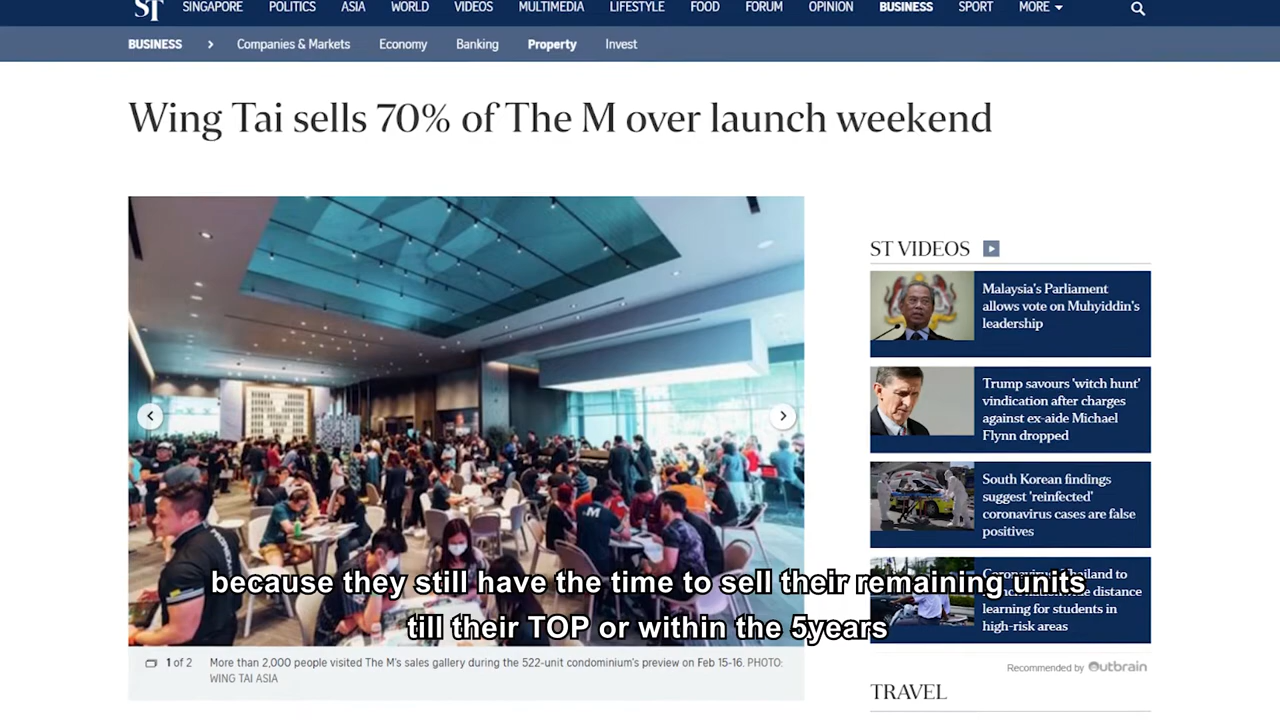 ST SINGAPORE POLITICS ASIA WORLD VIDEOS MULTIMEDIA LIFESTYLE FOOD FORUM OPINION BUSINESS SPORT MORE
BUSINESS Companies & Markets Economy Banking Property Invest
Wing Tai sells 70% of The M over launch weekend
M
because they still have the time to sell their remaining units
till their TOP or within the 5years
1 of 2 More than 2,000 people visited The M's sales gallery during the 522-unit condominium's preview on Feb 15-16. PHOTO:
WING TAI ASIA
ST VIDEOS
Malaysia's Parliament
allows vote on Muhyiddin's
leadership
Trump savours 'witch hunt'
vindication after charges
against ex-aide Michael
Flynn dropped
South Korean findings
suggest 'reinfected'
coronavirus cases are false
positives
Thailand to
distance
learning for students in
high-risk areas
Recommended by Outbrain
TRAVEL